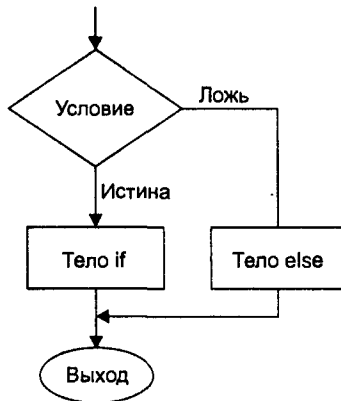 Условие
Ложь
Истина
Тело if
Тело else
Выход